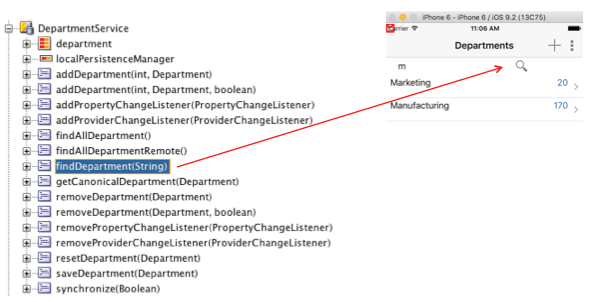 DepartmentService
department
localPersistenceManager
addDepartment(int, Department)
addDepartment(int, Department, boolean)
addPropertyChangeListener(PropertyChangeListener)
addProviderChangeListener(ProviderChangeListener)
findAllDepartment()
findAllDepartmentRemote()
findDepartment(String)
getCanonicalDepartment(Department)
removeDepartment(Department)
removeDepartment(Department, boolean)
removePropertyChangeListener(PropertyChangeListener)
removeProviderChangeListener(ProviderChangeListener)
resetDepartment(Department)
saveDepartment(Department)
synchronize(Boolean)
iPhone 6 - iPhone 6 / iOS 9.2 (13C75)
11:06 AM
Departments
m
Marketing 20
Manufacturing 170